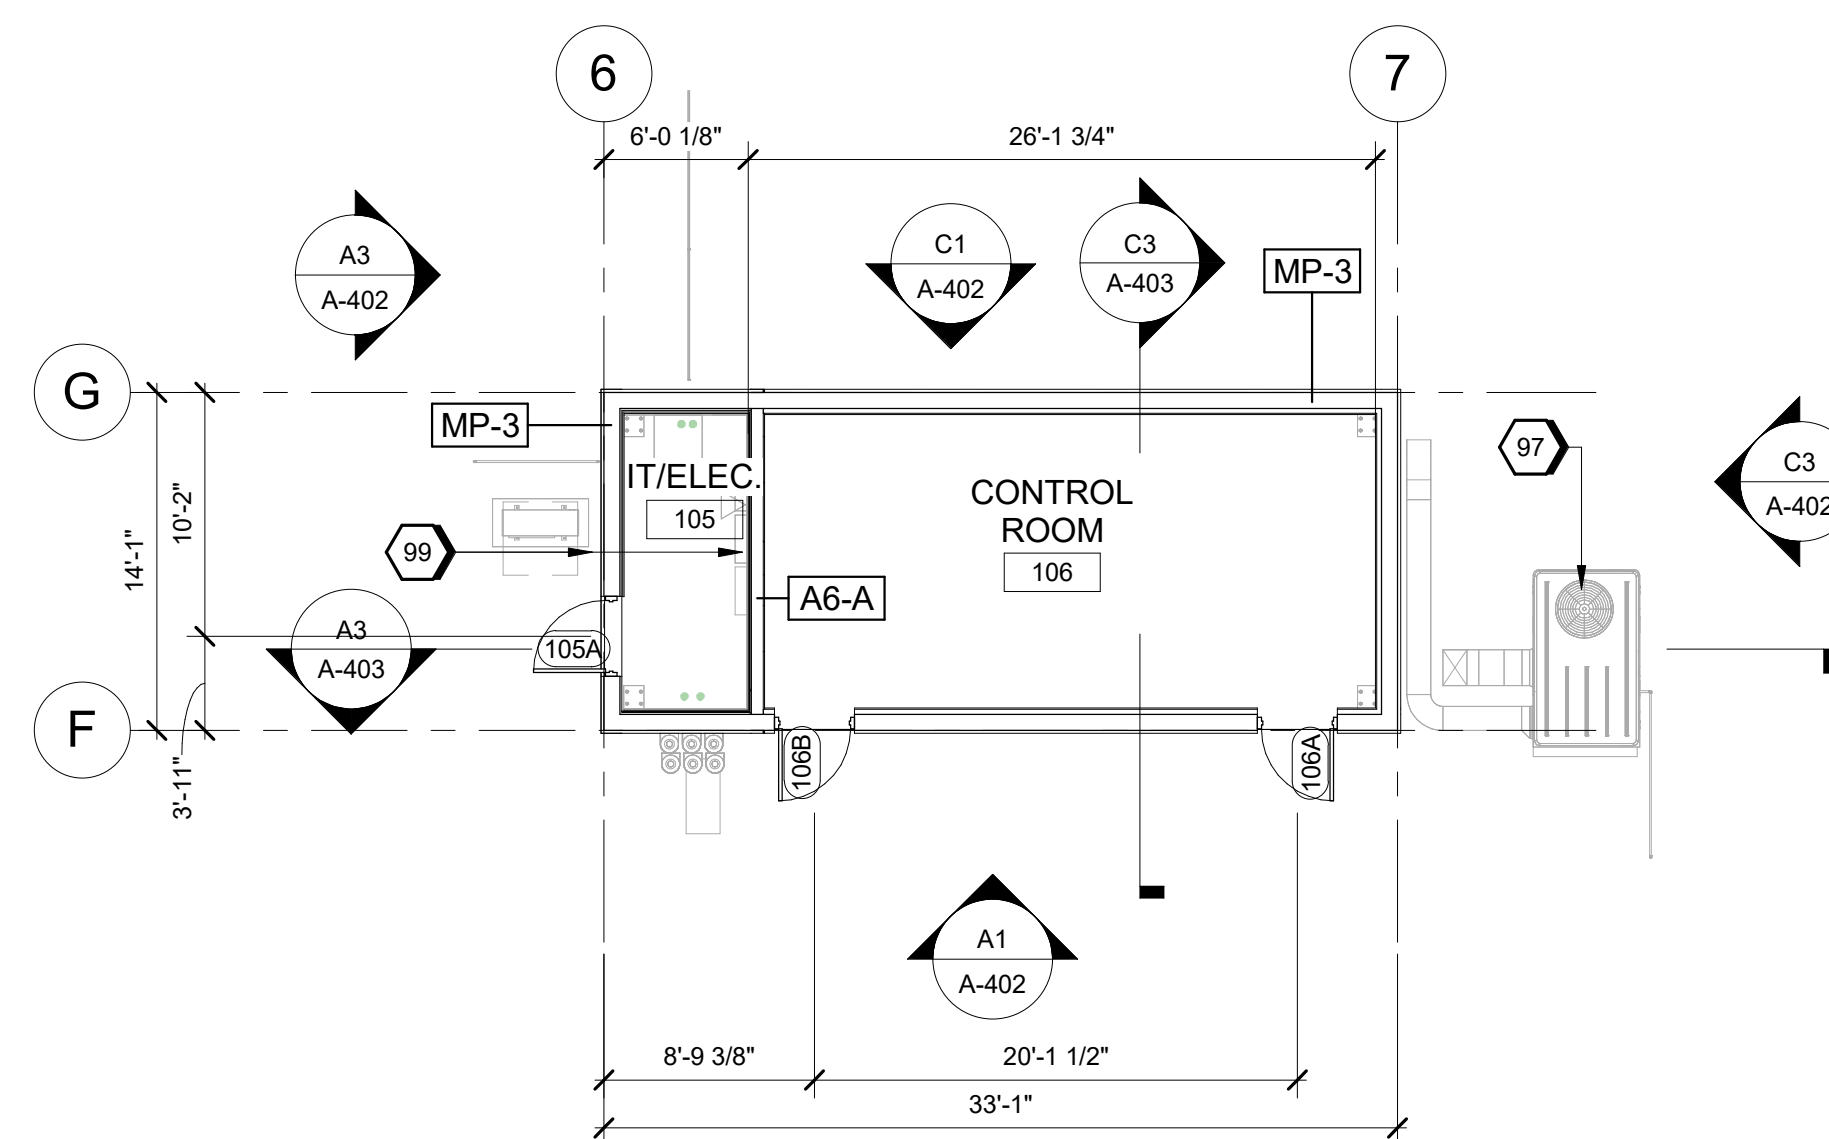 6
7
6'-0 1/8"
26'-1 3/4"
A3
A-402
C1
A-402
C3
A-403
MP-3
G
MP-3
IT/ELEC.
105
CONTROL
ROOM
106
97
C3
A-402
10'-2"
14'-1"
99
A6-A
A3
A-403
105A
F
3'-11"
106B
106A
A1
A-402
8'-9 3/8"
20'-1 1/2"
33'-1"